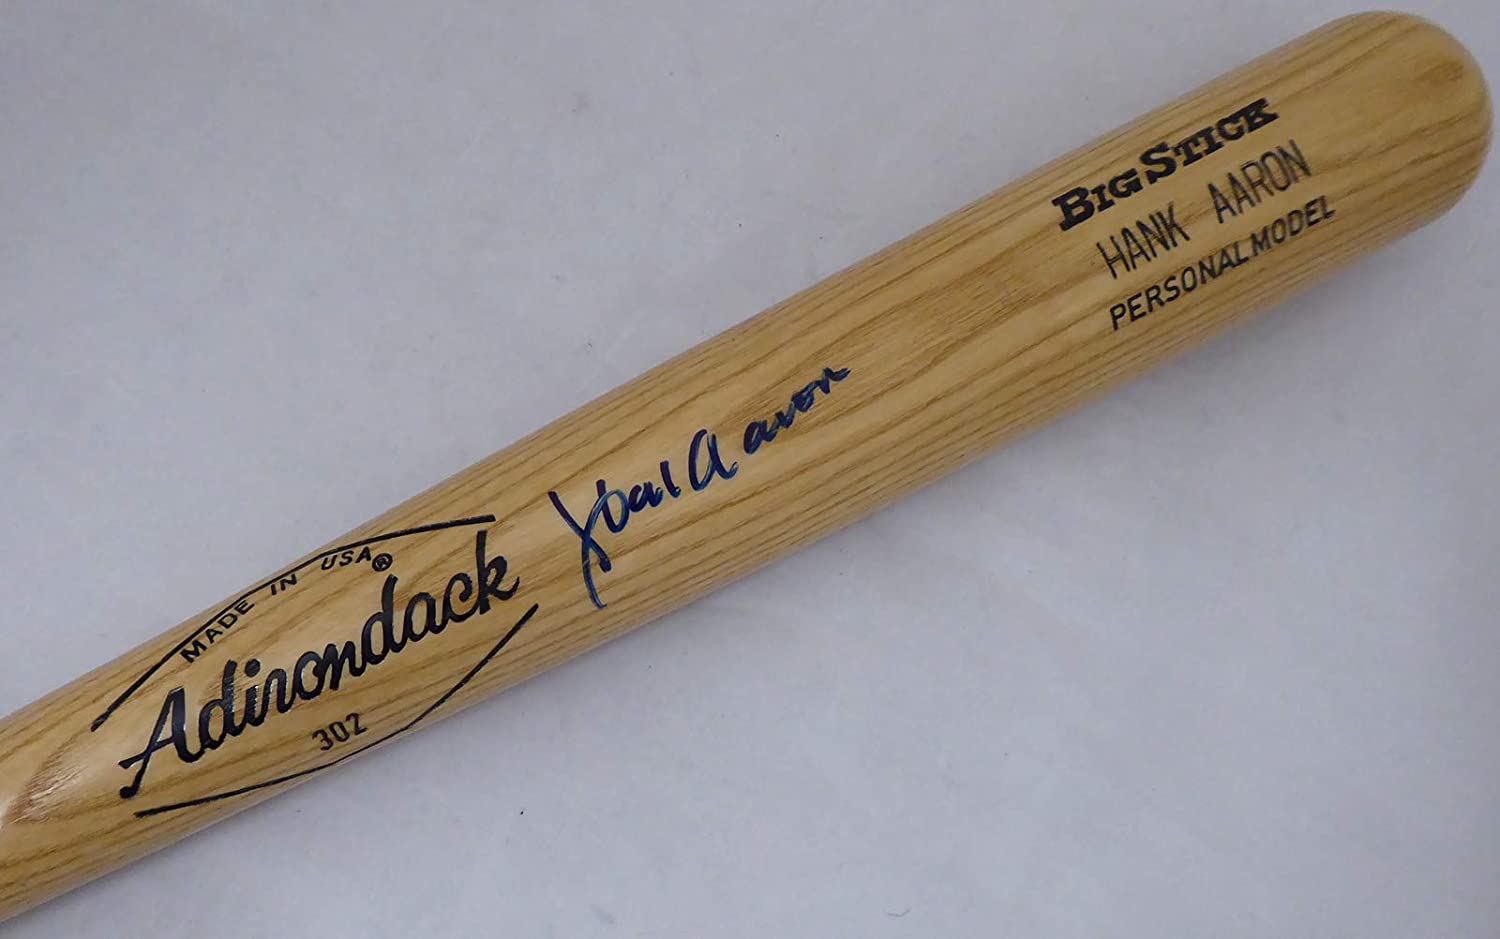 BIG STICK
HANK AARON
PERSONAL MODEL
Hank Aaron
MADE IN USA®
Adirondack
302